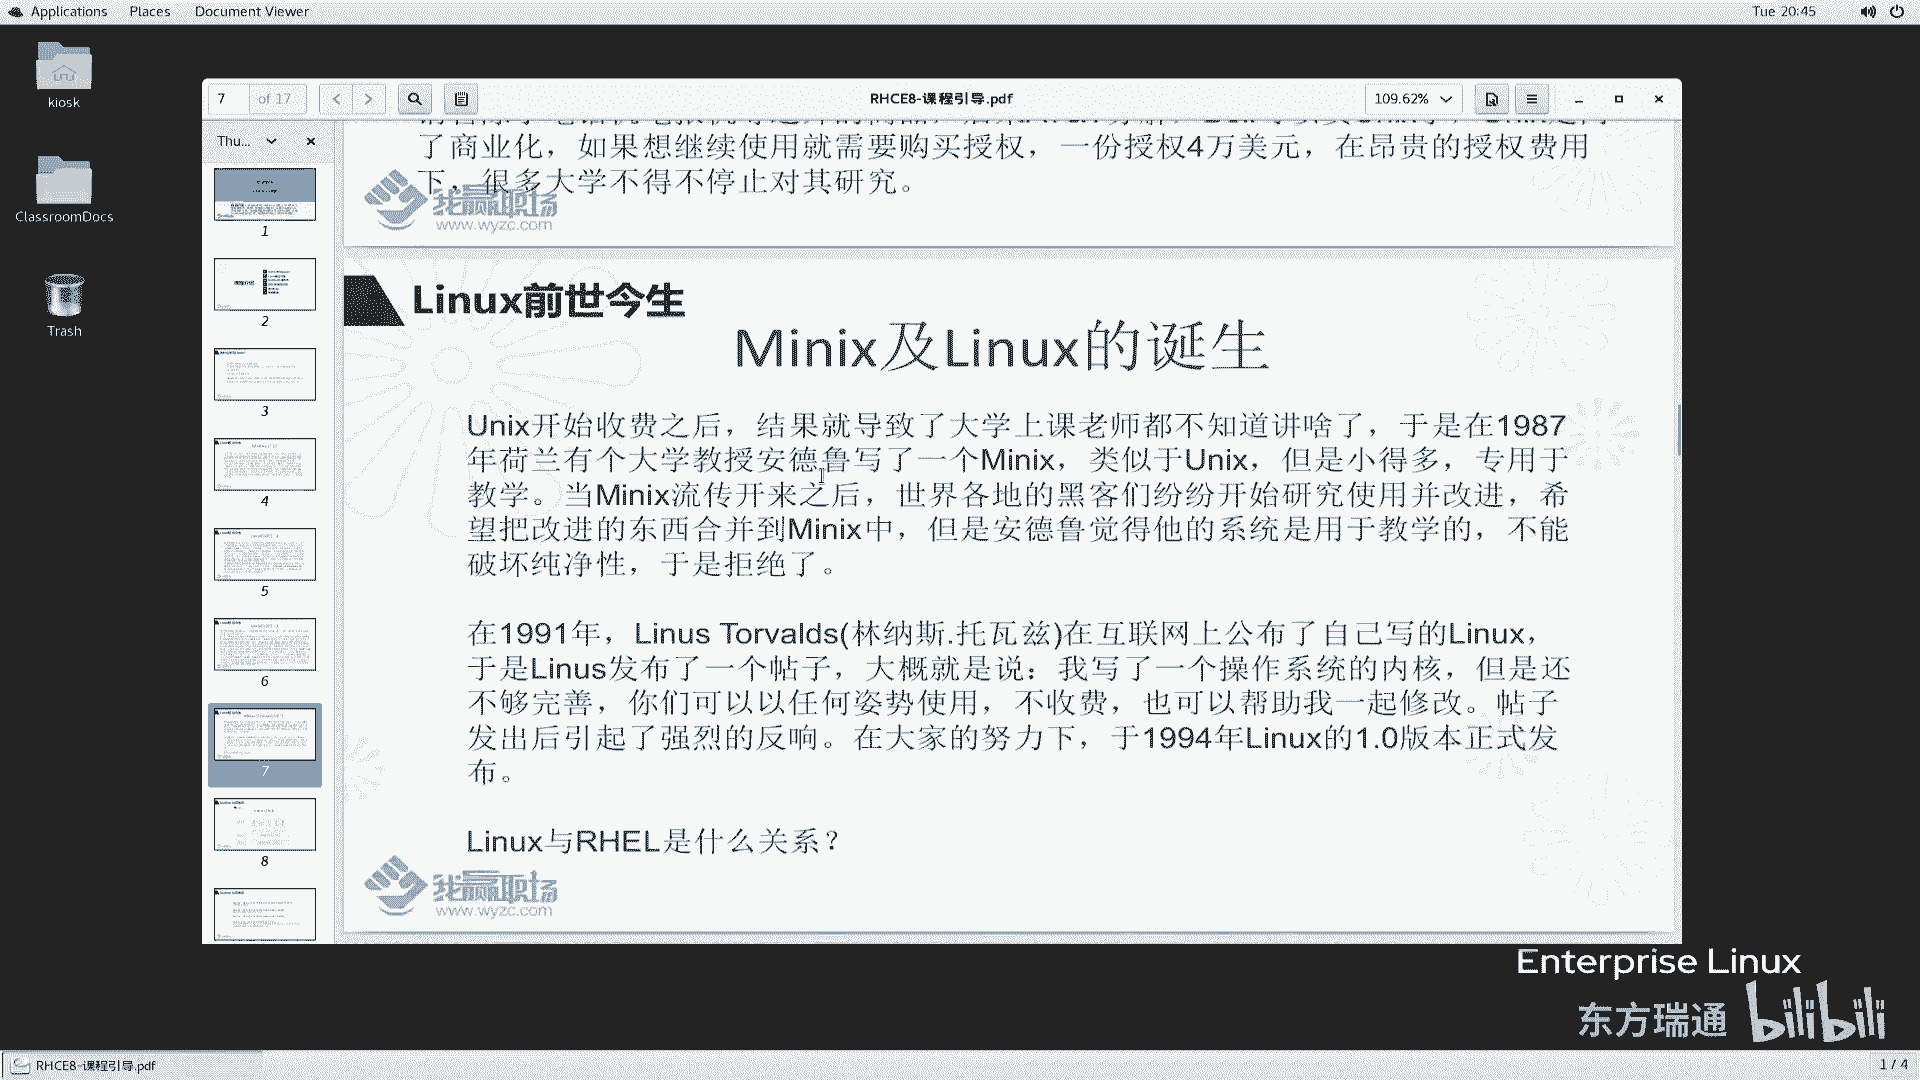 Applications Places Document Viewer Tue 20:45
kiosk
ClassroomDocs
Trash
7 of 17 RHCE8-课程引导.pdf 109.62%
Thu...
1
2
3
4
5
6
7
8
了商业化，如果想继续使用就需要购买授权，一份授权4万美元，在昂贵的授权费用
下，很多大学不得不停止对其研究。
我赢职场
www.wyzc.com
Linux前世今生
Minix及Linux的诞生
Unix开始收费之后，结果就导致了大学上课老师都不知道讲啥了，于是在1987
年荷兰有个大学教授安德鲁写了一个Minix，类似于Unix，但是小得多，专用于
教学。当Minix流传开来之后，世界各地的黑客们纷纷开始研究使用并改进，希
望把改进的东西合并到Minix中，但是安德鲁觉得他的系统是用于教学的，不能
破坏纯净性，于是拒绝了。
在1991年，Linus Torvalds(林纳斯.托瓦兹)在互联网上公布了自己写的Linux，
于是Linus发布了一个帖子，大概就是说：我写了一个操作系统的内核，但是还
不够完善，你们可以以任何姿势使用，不收费，也可以帮助我一起修改。帖子
发出后引起了强烈的反响。在大家的努力下，于1994年Linux的1.0版本正式发
布。
Linux与RHEL是什么关系？
我赢职场
www.wyzc.com
Enterprise Linux
东方瑞通 bilibili
RHCE8-课程引导.pdf 1 / 4